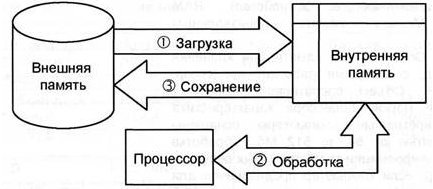 Внешняя
память
① Загрузка
③ Сохранение
Внутренняя
память
Процессор
② Обработка